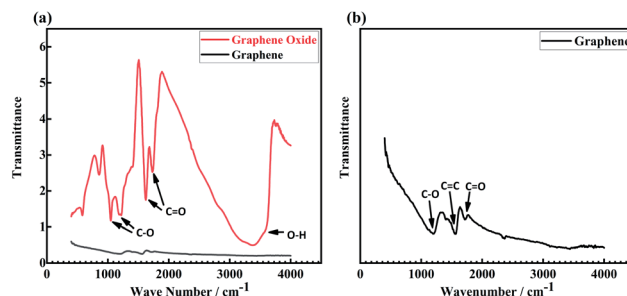 (a)
Graphene Oxide
Graphene
Transmittance
6
5
4
3
2
1
0
C-O
C=O
O-H
0 1000 2000 3000 4000
Wave Number / cm⁻¹
(b)
Graphene
Transmittance
C-O
C=C
C=O
0 1000 2000 3000 4000
Wavenumber / cm⁻¹